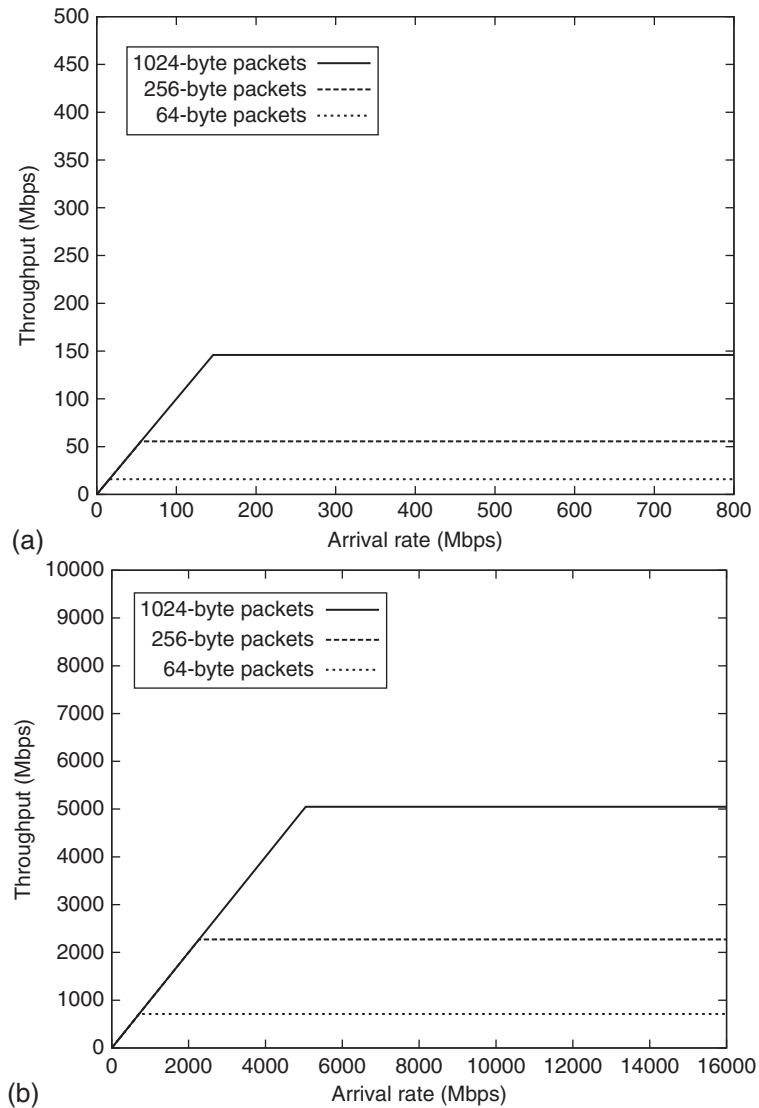 500
450
400
350
300
250
200
150
100
50
0
Throughput (Mbps)
1024-byte packets
256-byte packets
64-byte packets
0 100 200 300 400 500 600 700 800
Arrival rate (Mbps)
(a)
10000
9000
8000
7000
6000
5000
4000
3000
2000
1000
0
Throughput (Mbps)
1024-byte packets
256-byte packets
64-byte packets
0 2000 4000 6000 8000 10000 12000 14000 16000
Arrival rate (Mbps)
(b)